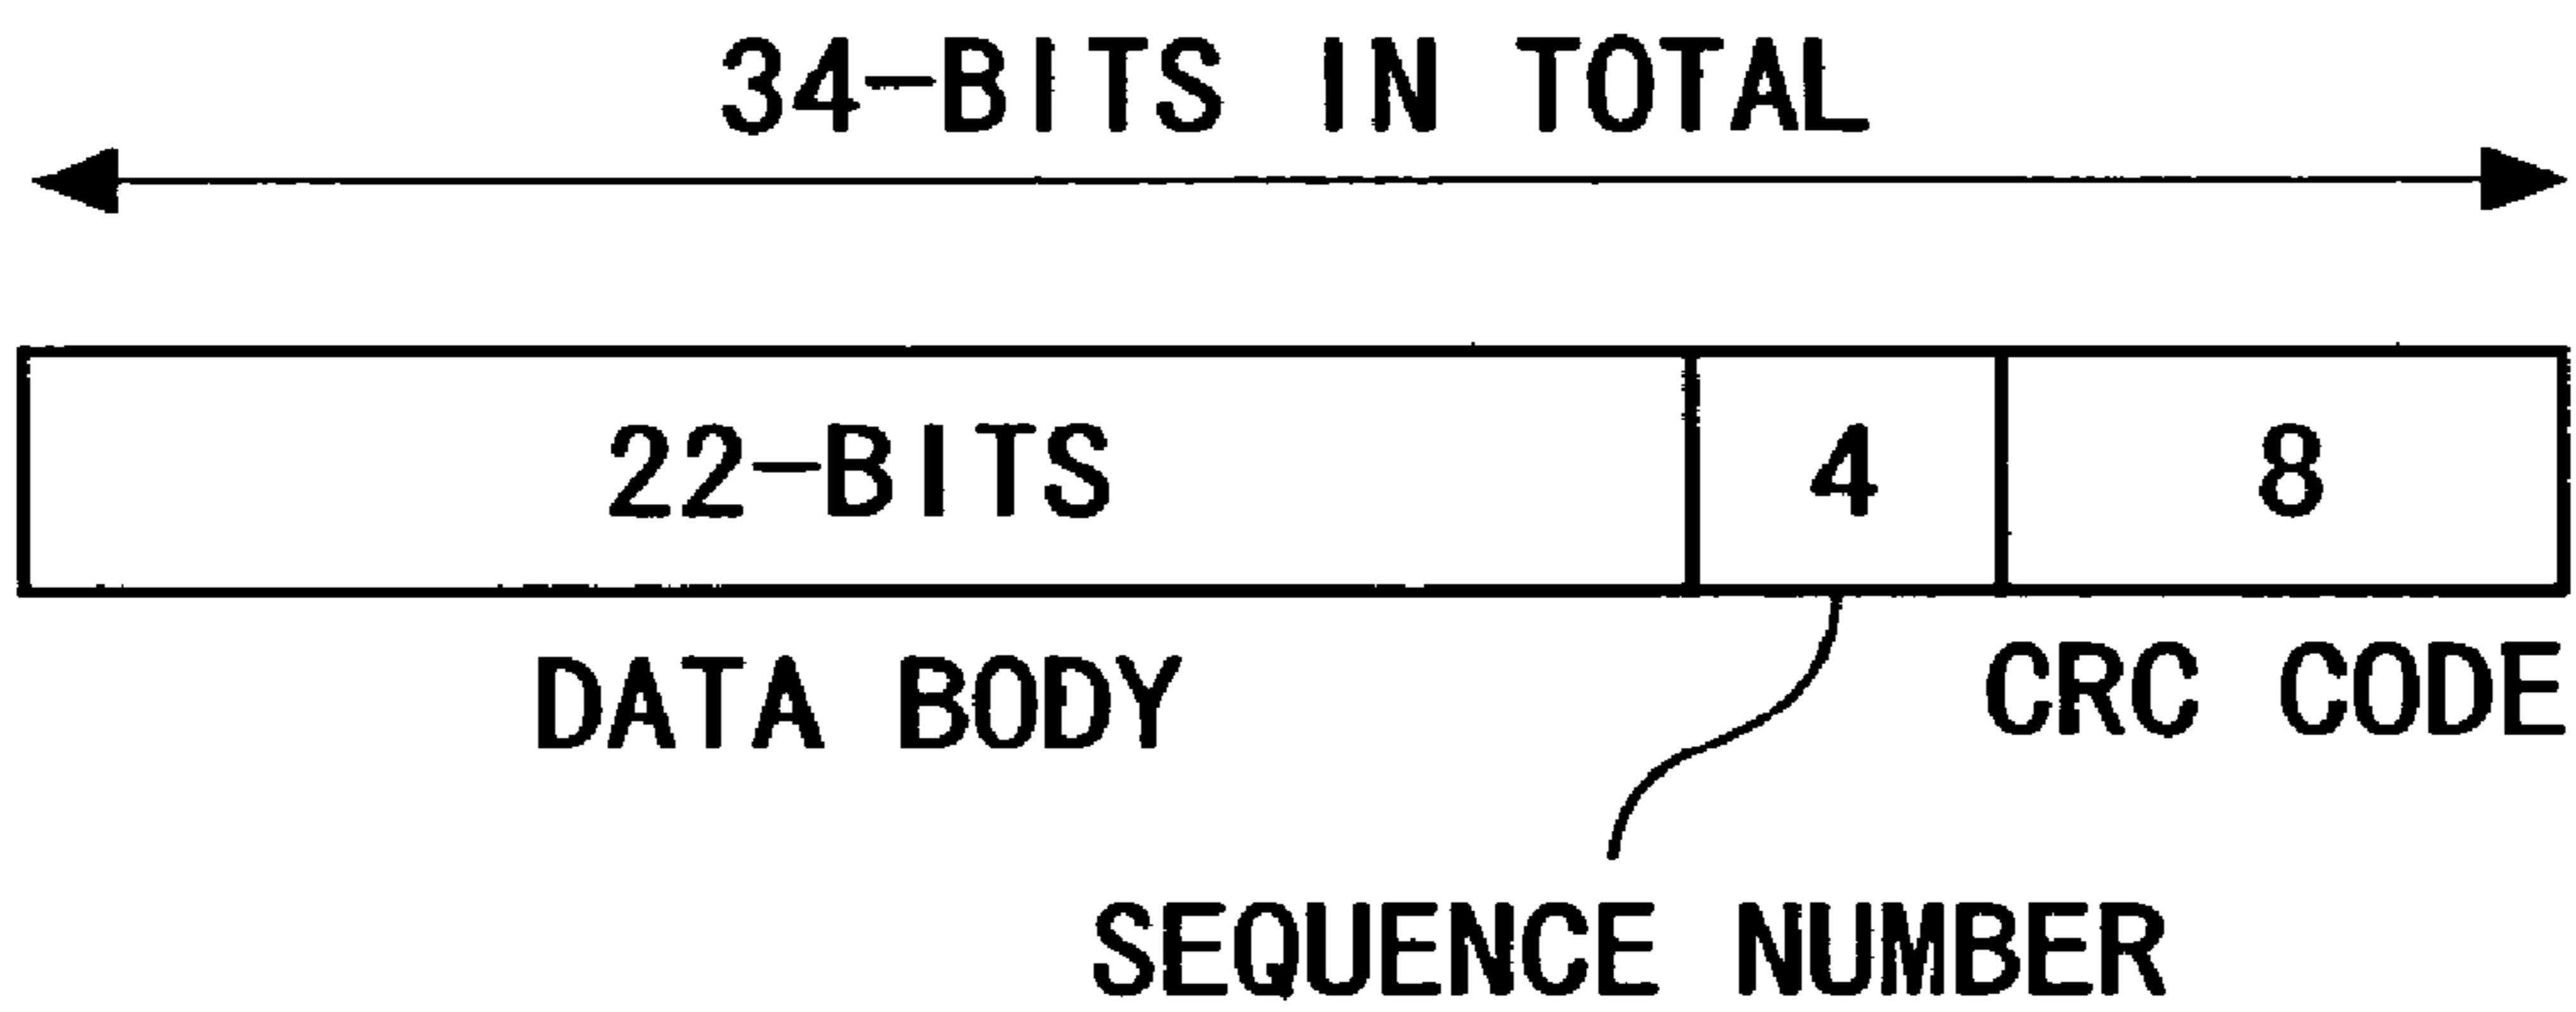 34-BITS IN TOTAL
22-BITS 4 8
DATA BODY CRC CODE
SEQUENCE NUMBER